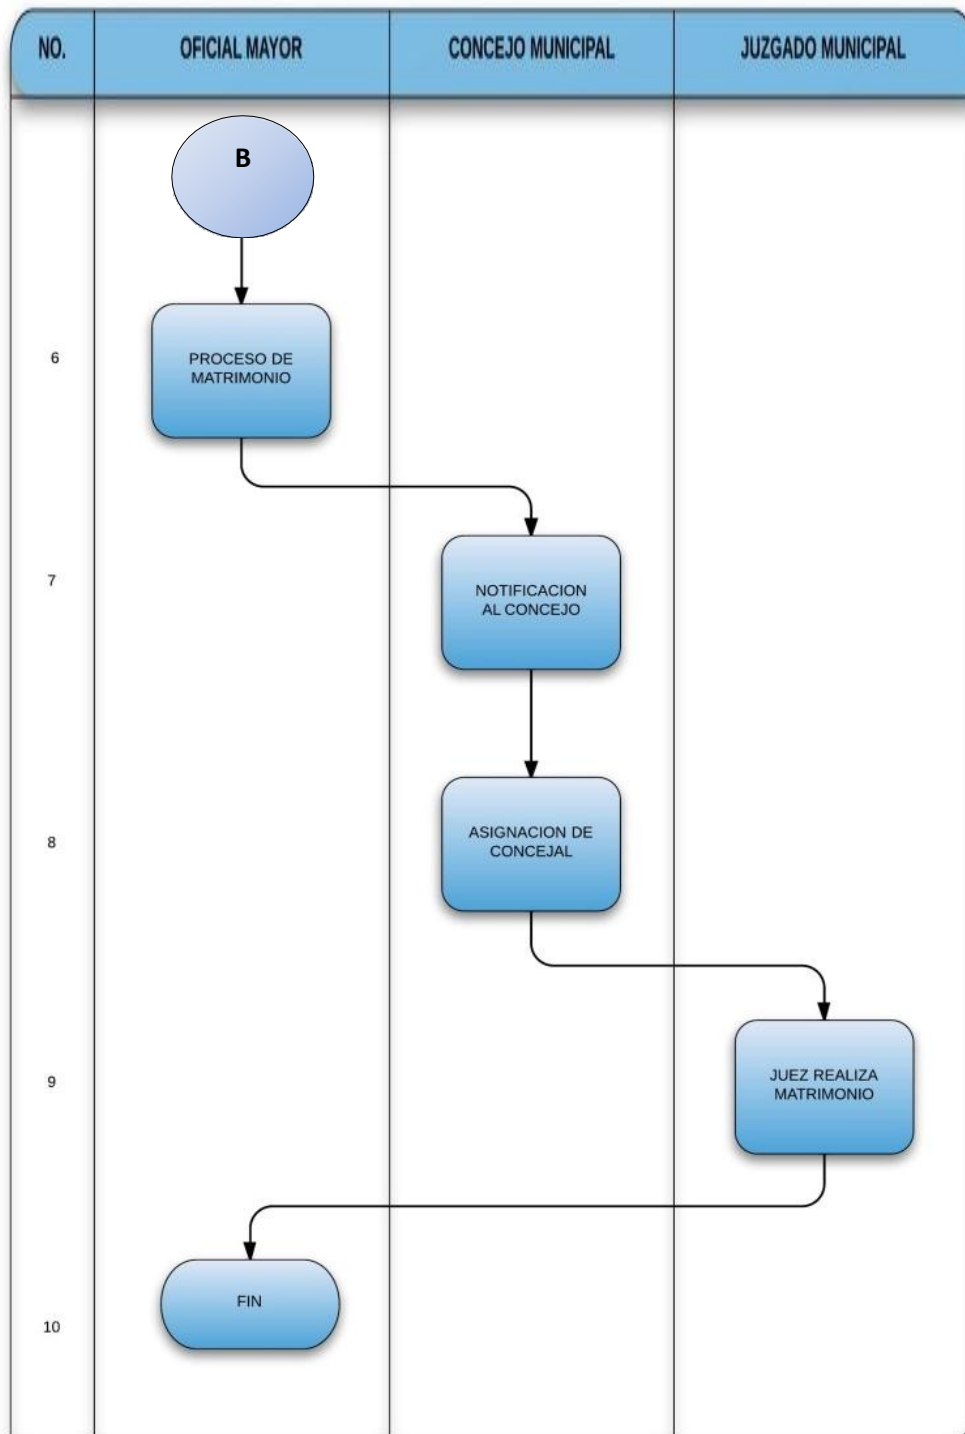 NO.
OFICIAL MAYOR
CONCEJO MUNICIPAL
JUZGADO MUNICIPAL
B
6
PROCESO DE
MATRIMONIO
7
NOTIFICACION
AL CONCEJO
8
ASIGNACION DE
CONCEJAL
9
JUEZ REALIZA
MATRIMONIO
FIN
10